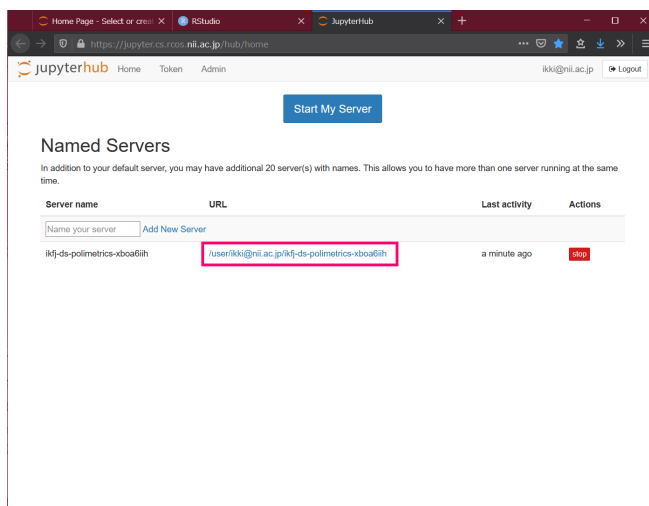 Home Page - Select or creat
RStudio
JupyterHub
https://jupyter.cs.rcos.nii.ac.jp/hub/home
jupyterhub Home Token Admin ikki@nii.ac.jp Logout
Start My Server
Named Servers
In addition to your default server, you may have additional 20 server(s) with names. This allows you to have more than one server running at the same
time.
Server name URL Last activity Actions
Name your server Add New Server
ikfj-ds-polimetrics-xboa6iih /user/ikki@nii.ac.jp/ikfj-ds-polimetrics-xboa6iih a minute ago stop